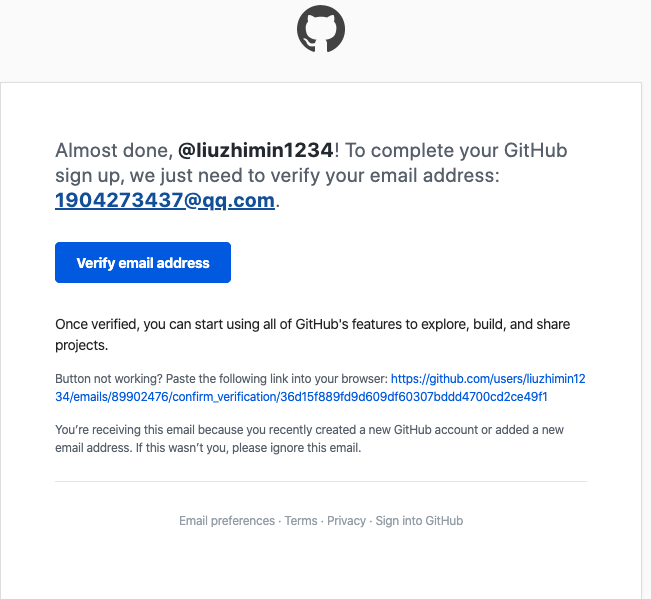 Almost done, @liuzhimin1234! To complete your GitHub
sign up, we just need to verify your email address:
1904273437@qq.com.
Verify email address
Once verified, you can start using all of GitHub's features to explore, build, and share
projects.
Button not working? Paste the following link into your browser: https://github.com/users/liuzhimin12
34/emails/89902476/confirm_verification/36d15f889fd9d609df60307bddd4700cd2ce49f1
You’re receiving this email because you recently created a new GitHub account or added a new
email address. If this wasn’t you, please ignore this email.
Email preferences · Terms · Privacy · Sign into GitHub